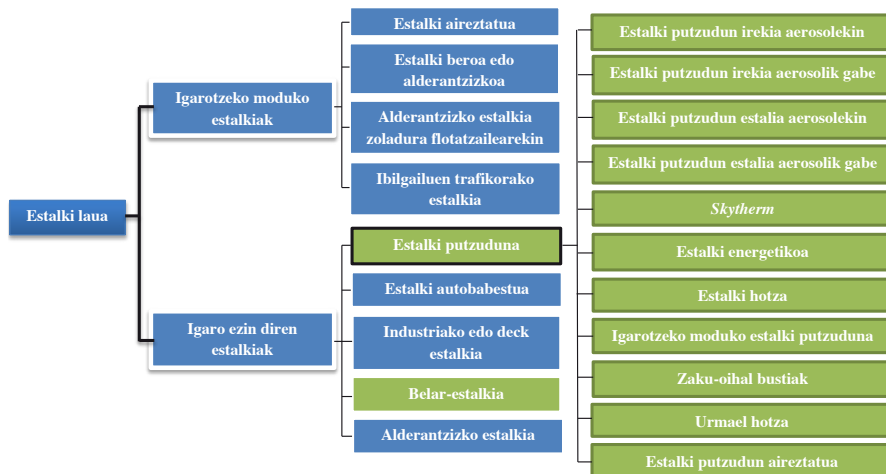 Estalki laua
Igarotzeko moduko
estalkiak
Estalki aireztatua
Estalki beroa edo
alderantzizkoa
Alderantzizko estalkia
zoladura flotatzailearekin
Ibilgailuen trafikorako
estalkia
Igaro ezin diren
estalkiak
Estalki putzuduna
Estalki autobabestua
Industriako edo deck
estalkia
Belar-estalkia
Alderantzizko estalkia
Estalki putzudun irekia aerosolekin
Estalki putzudun irekia aerosolik gabe
Estalki putzudun estalia aerosolekin
Estalki putzudun estalia aerosolik gabe
Skytherm
Estalki energetikoa
Estalki hotza
Igarotzeko moduko estalki putzuduna
Zaku-oihal bustiak
Urmael hotza
Estalki putzudun aireztatua